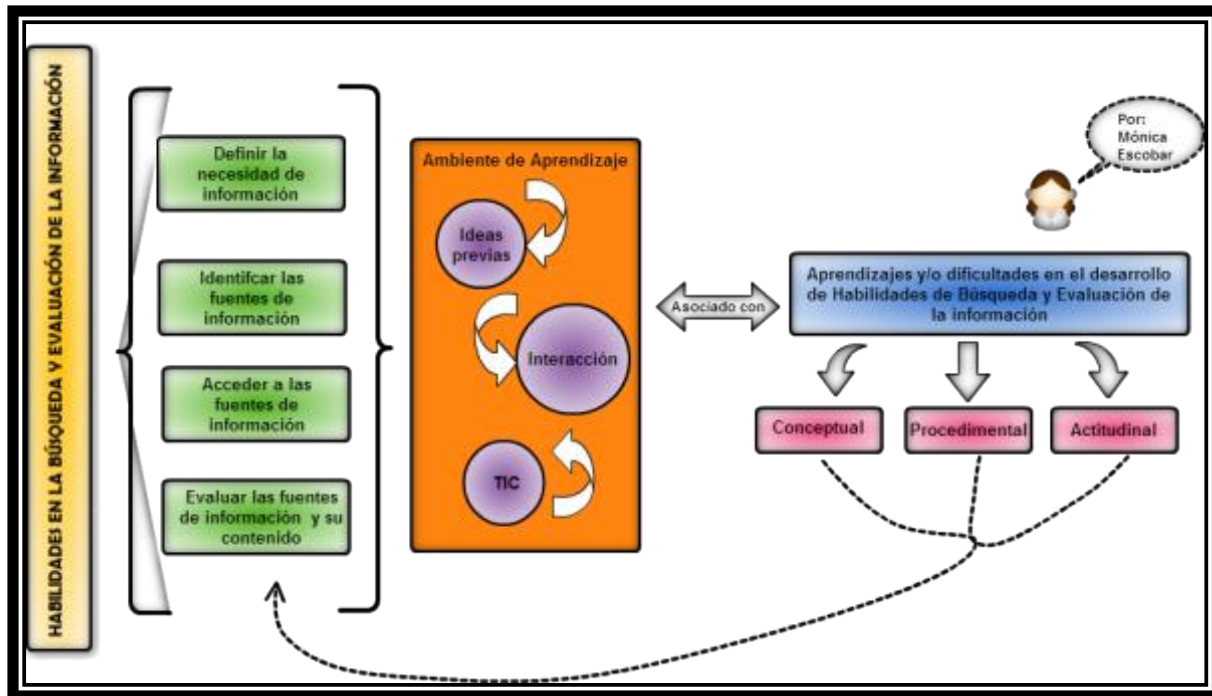 HABILIDADES EN LA BÚSQUEDA Y EVALUACIÓN DE LA INFORMACIÓN
Definir la
necesidad de
información
Identifcar las
fuentes de
información
Acceder a las
fuentes de
información
Evaluar las fuentes
de información y su
contenido
Ambiente de Aprendizaje
Ideas
previas
Interacción
TIC
Asociado con
Por:
Mónica
Escobar
Aprendizajes y/o dificultades en el desarrollo
de Habilidades de Búsqueda y Evaluación de
la información
Conceptual
Procedimental
Actitudinal